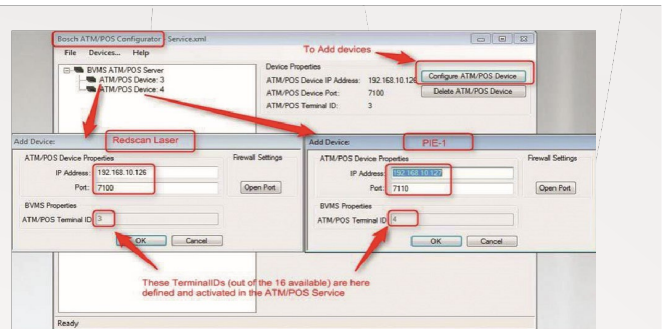 Bosch ATM/POS Configurator - Service.xml
File Devices... Help
To Add devices
BVMS ATM/POS Server
ATM/POS Device: 3
ATM/POS Device: 4
Device Properties
ATM/POS Device IP Address: 192.168.10.126
ATM/POS Device Port: 7100
ATM/POS Terminal ID: 3
Configure ATM/POS Device
Delete ATM/POS Device
Add Device:
Redscan Laser
ATM/POS Device Properties
Firewall Settings
IP Address: 192.168.10.126
Port: 7100
Open Port
BVMS Properties
ATM/POS Terminal ID: 3
OK Cancel
Add Device:
PIE-1
ATM/POS Device Properties
Firewall Settings
IP Address: 192.168.10.127
Port: 7110
Open Port
BVMS Properties
ATM/POS Terminal ID: 4
OK Cancel
These TerminalIDs (out of the 16 available) are here
defined and activated in the ATM/POS Service
Ready